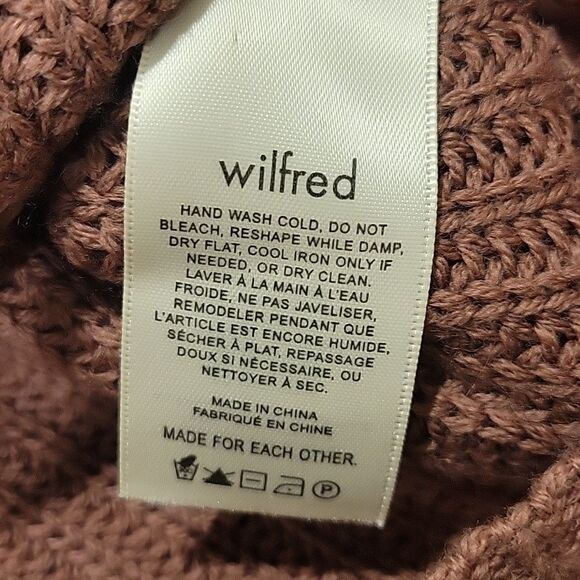 wilfred
HAND WASH COLD, DO NOT
BLEACH, RESHAPE WHILE DAMP,
DRY FLAT, COOL IRON ONLY IF
NEEDED, OR DRY CLEAN.
LAVER À LA MAIN À L'EAU
FROIDE, NE PAS JAVELISER,
REMODELER PENDANT QUE
L'ARTICLE EST ENCORE HUMIDE,
SÉCHER À PLAT, REPASSAGE
DOUX SI NÉCESSAIRE, OU
NETTOYER À SEC.
MADE IN CHINA
FABRIQUÉ EN CHINE
MADE FOR EACH OTHER.
P